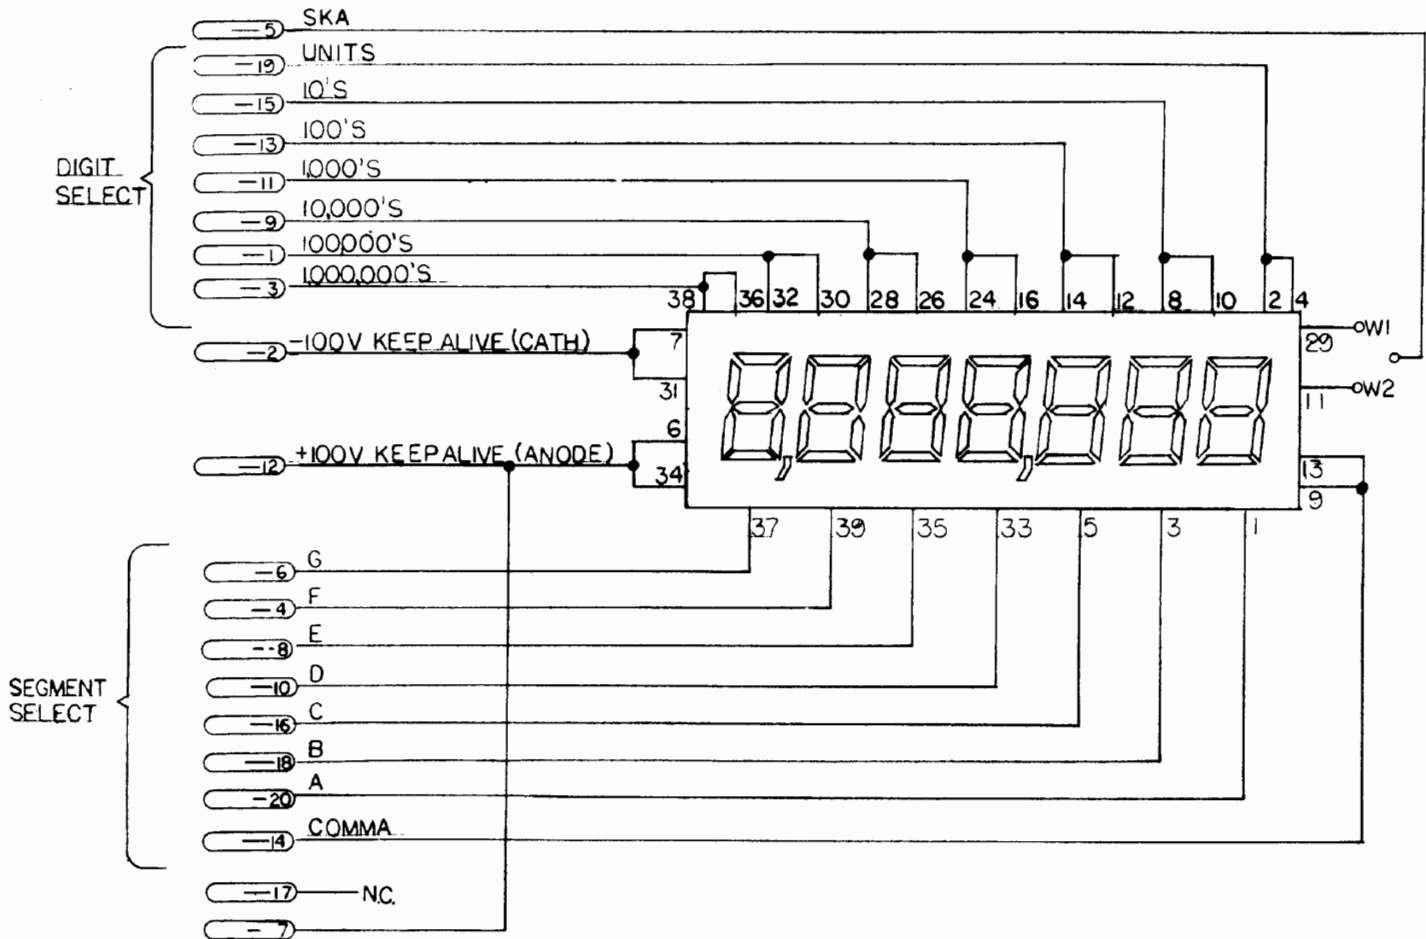 —5 SKA
—19 UNITS
—15 10'S
—13 100'S
—11 1,000'S
—9 10,000'S
—1 100,000'S
—3 1,000,000'S
DIGIT
SELECT
38 36 32 30 28 26 24 16 14 12 8 10 2 4
—2 -100V KEEP ALIVE (CATH)
7
31
29 W1
11 W2
—12 +100V KEEP ALIVE (ANODE)
6
34
13
9
8,888,888
37 39 35 33 5 3 1
—6 G
—4 F
--8 E
—10 D
—16 C
—18 B
-20 A
—14 COMMA
SEGMENT
SELECT
—17 N.C.
-7